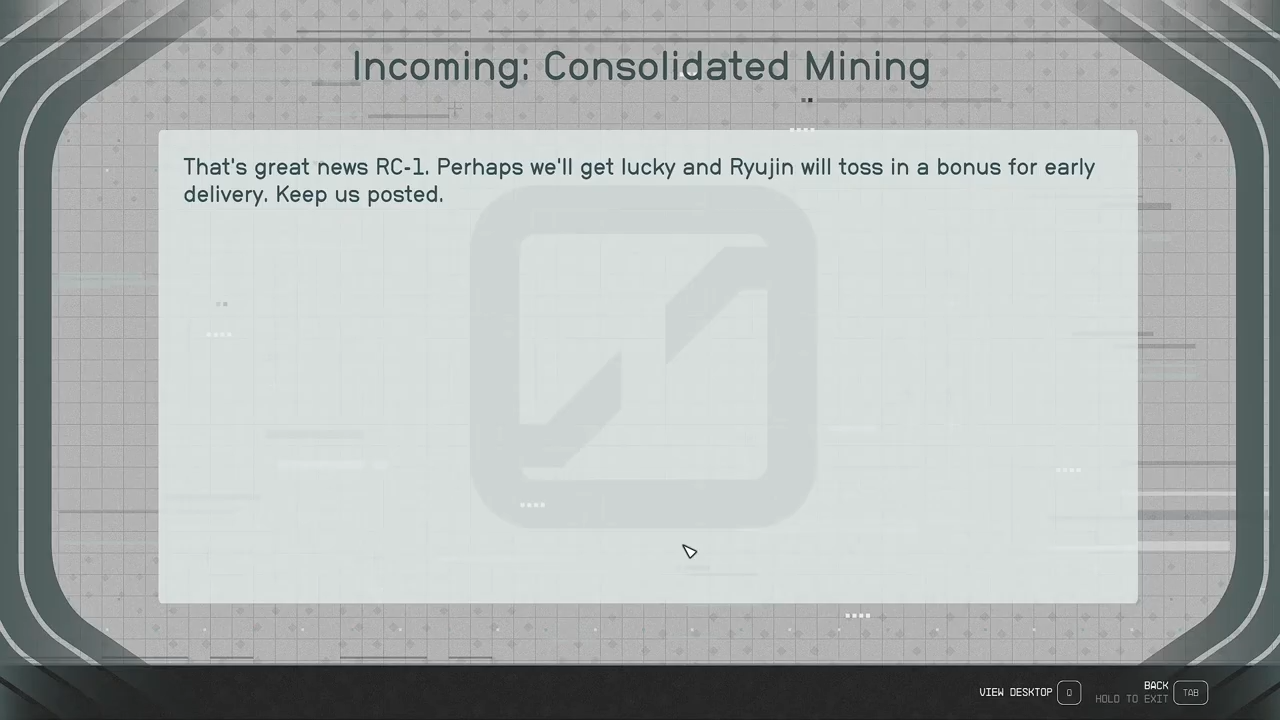 Incoming: Consolidated Mining
That's great news RC-1. Perhaps we'll get lucky and Ryujin will toss in a bonus for early
delivery. Keep us posted.
VIEW DESKTOP Q
BACK
HOLD TO EXIT TAB